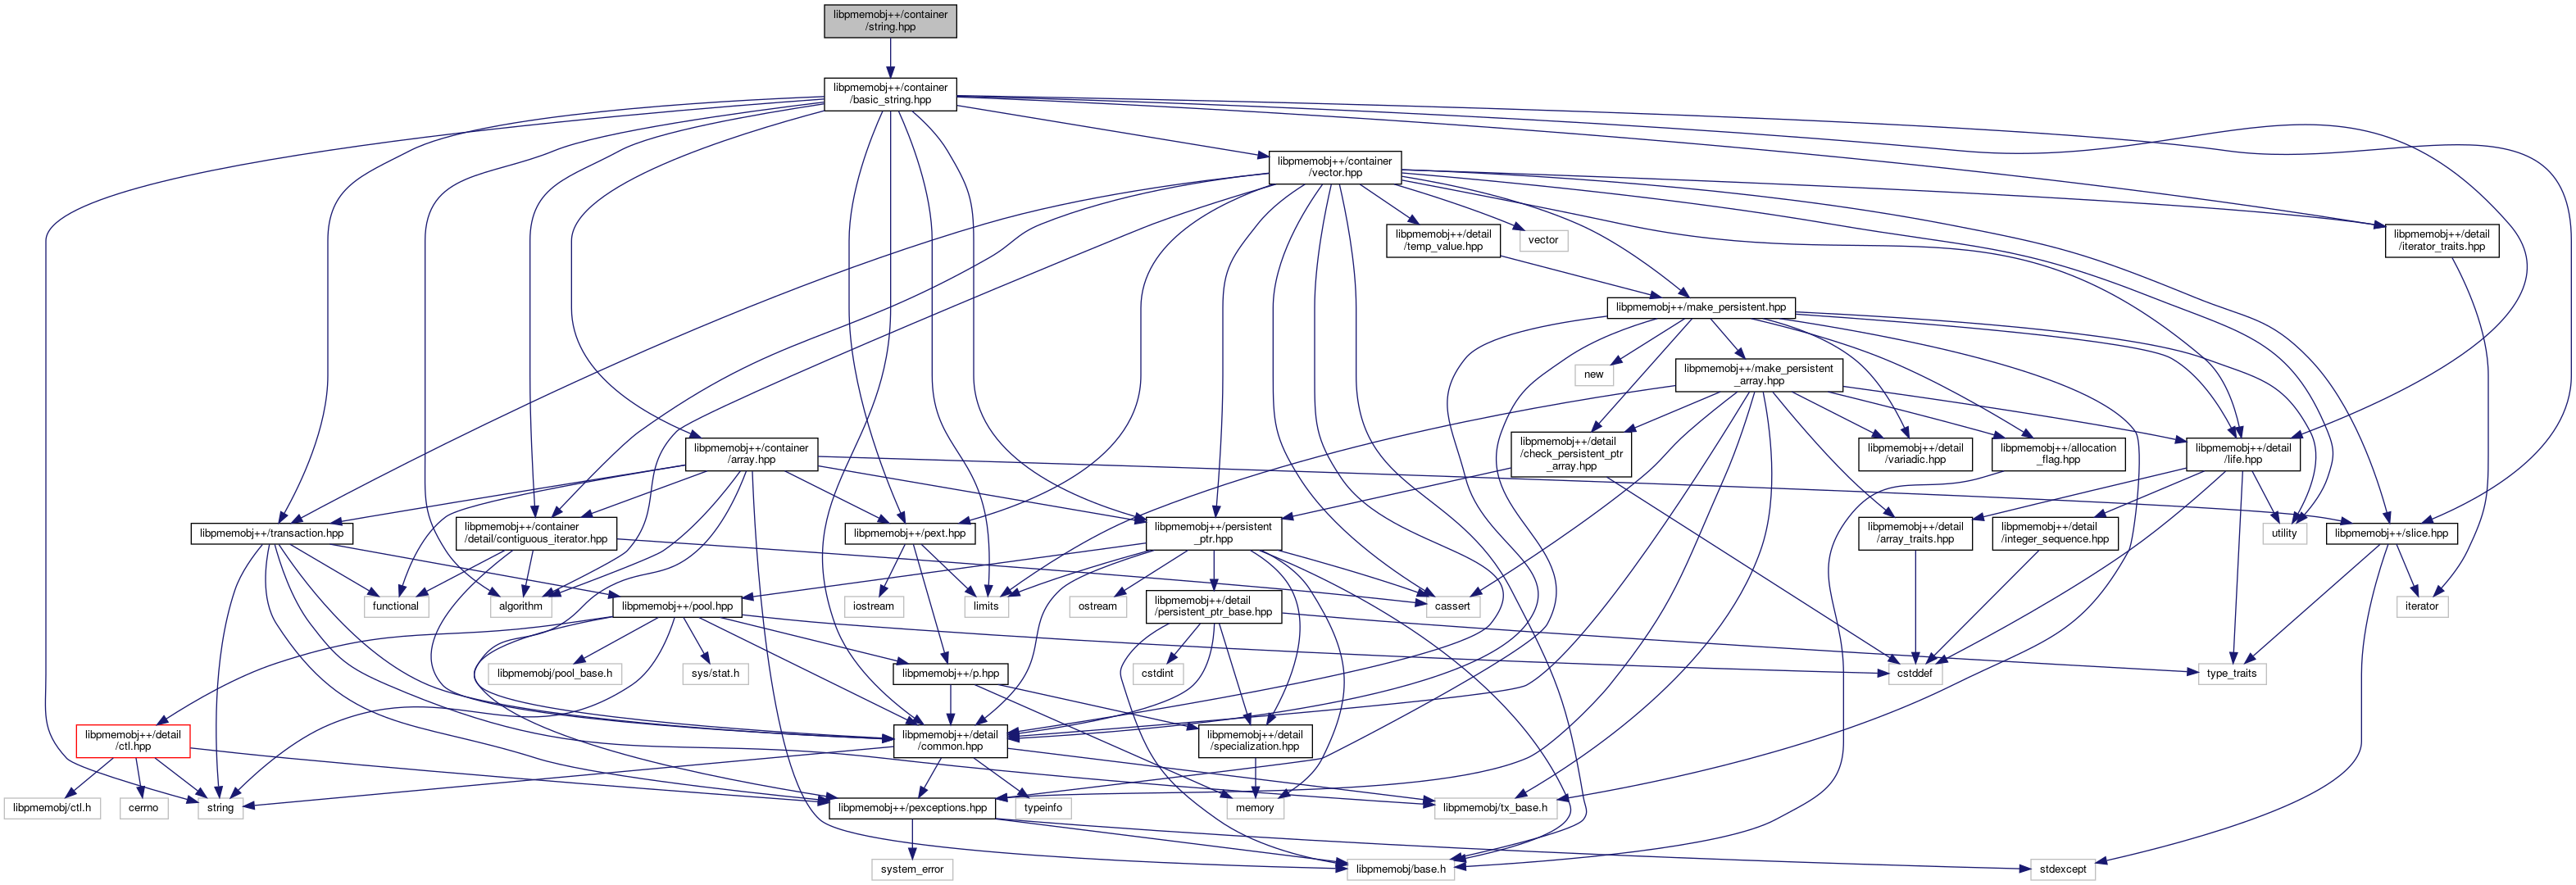 libpmemobj++/container
/string.hpp
libpmemobj++/container
/basic_string.hpp
libpmemobj++/container
/vector.hpp
libpmemobj++/detail
/temp_value.hpp
vector
libpmemobj++/detail
/iterator_traits.hpp
libpmemobj++/make_persistent.hpp
new
libpmemobj++/make_persistent
_array.hpp
libpmemobj++/container
/array.hpp
libpmemobj++/detail
/check_persistent_ptr
_array.hpp
libpmemobj++/detail
/variadic.hpp
libpmemobj++/allocation
_flag.hpp
libpmemobj++/detail
/life.hpp
libpmemobj++/transaction.hpp
libpmemobj++/container
/detail/contiguous_iterator.hpp
libpmemobj++/pext.hpp
libpmemobj++/persistent
_ptr.hpp
libpmemobj++/detail
/array_traits.hpp
libpmemobj++/detail
/integer_sequence.hpp
utility
libpmemobj++/slice.hpp
functional
algorithm
libpmemobj++/pool.hpp
iostream
limits
ostream
libpmemobj++/detail
/persistent_ptr_base.hpp
cassert
iterator
libpmemobj/pool_base.h
sys/stat.h
libpmemobj++/p.hpp
cstdint
cstddef
type_traits
libpmemobj++/detail
/ctl.hpp
libpmemobj++/detail
/common.hpp
libpmemobj++/detail
/specialization.hpp
libpmemobj/ctl.h
cerrno
string
libpmemobj++/pexceptions.hpp
typeinfo
memory
libpmemobj/tx_base.h
system_error
libpmemobj/base.h
stdexcept